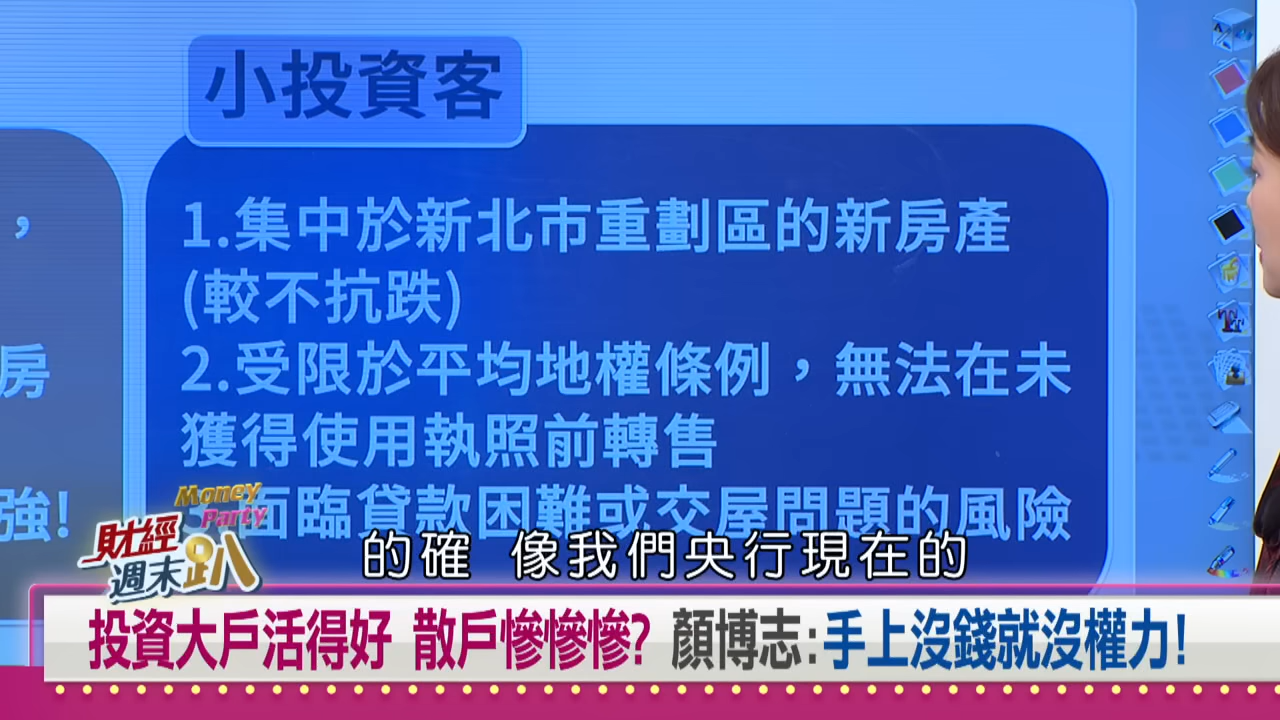 小投資客
，
1.集中於新北市重劃區的新房產
(較不抗跌)
房
2.受限於平均地權條例，無法在未
獲得使用執照前轉售
強!
面臨貸款困難或交屋問題的風險
Money
Party
財經
週末趴
的確 像我們央行現在的
投資大戶活得好 散戶慘慘慘? 顏博志:手上沒錢就沒權力!